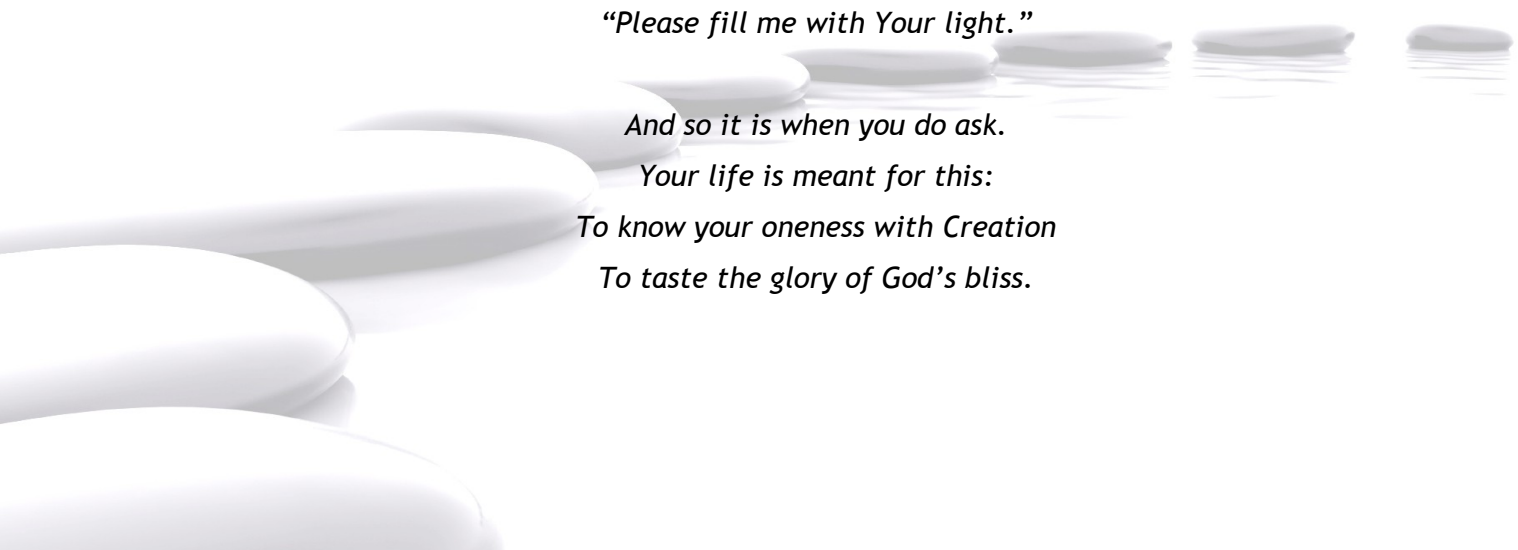 “Please fill me with Your light.”
And so it is when you do ask.
Your life is meant for this:
To know your oneness with Creation
To taste the glory of God’s bliss.